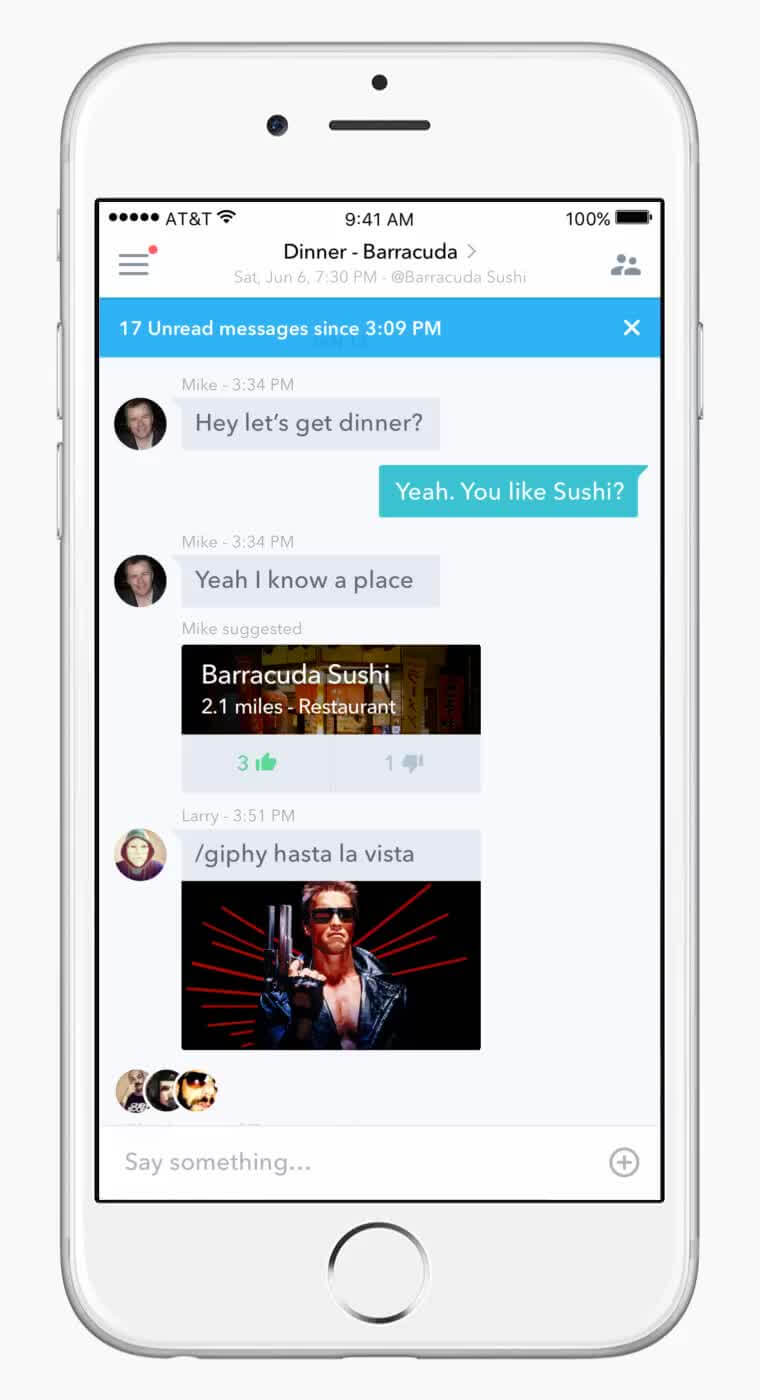 AT&T 9:41 AM 100%
Dinner - Barracuda
Sat, Jun 6, 7:30 PM - @Barracuda Sushi
17 Unread messages since 3:09 PM
Mike - 3:34 PM
Hey let’s get dinner?
Yeah. You like Sushi?
Mike - 3:34 PM
Yeah I know a place
Mike suggested
Barracuda Sushi
2.1 miles - Restaurant
3 1
Larry - 3:51 PM
/giphy hasta la vista
Say something...